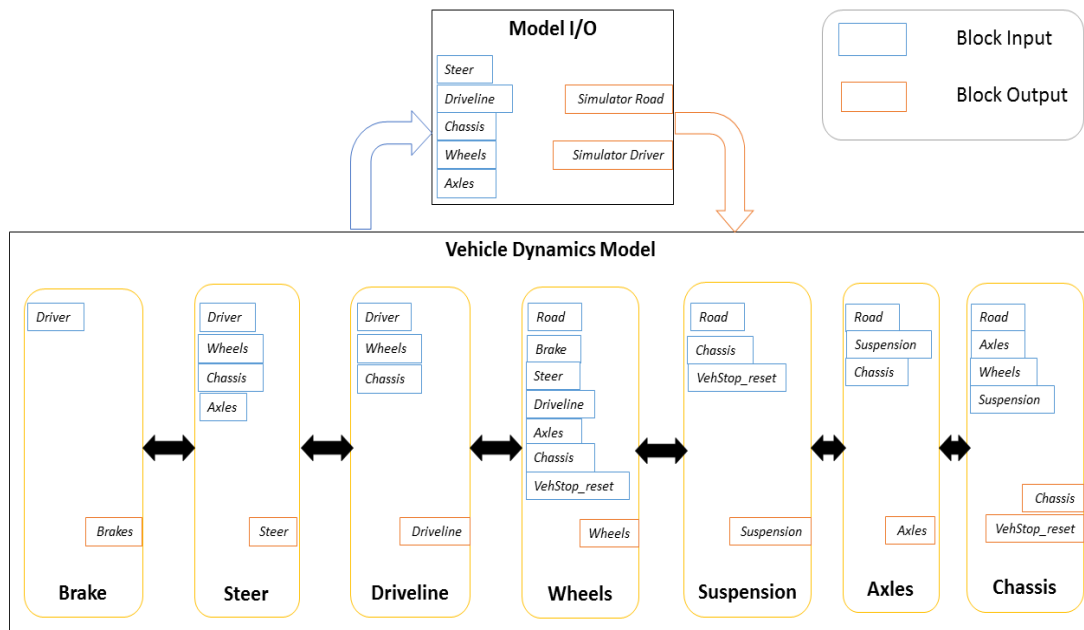 Model I/O
Steer
Driveline
Chassis
Wheels
Axles
Simulator Road
Simulator Driver
Block Input
Block Output
Vehicle Dynamics Model
Driver
Brakes
Brake
Driver
Wheels
Chassis
Axles
Steer
Steer
Driver
Wheels
Chassis
Driveline
Driveline
Road
Brake
Steer
Driveline
Axles
Chassis
VehStop_reset
Wheels
Wheels
Road
Chassis
VehStop_reset
Suspension
Suspension
Road
Suspension
Chassis
Axles
Axles
Road
Axles
Wheels
Suspension
Chassis
VehStop_reset
Chassis